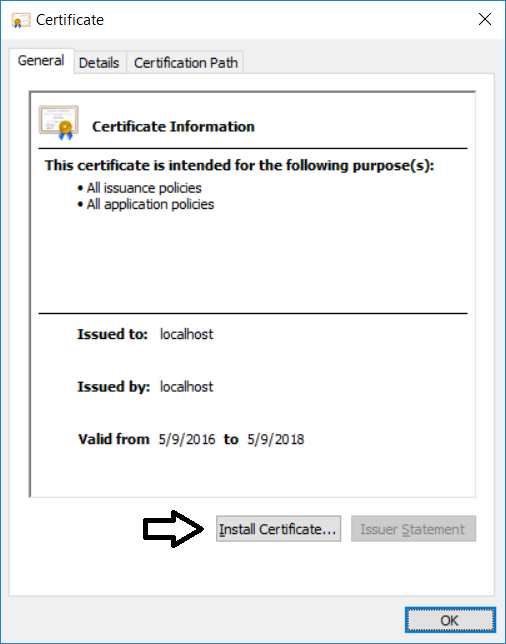 Certificate
General Details Certification Path
Certificate Information
This certificate is intended for the following purpose(s):
• All issuance policies
• All application policies
Issued to: localhost
Issued by: localhost
Valid from 5/9/2016 to 5/9/2018
Install Certificate... Issuer Statement
OK